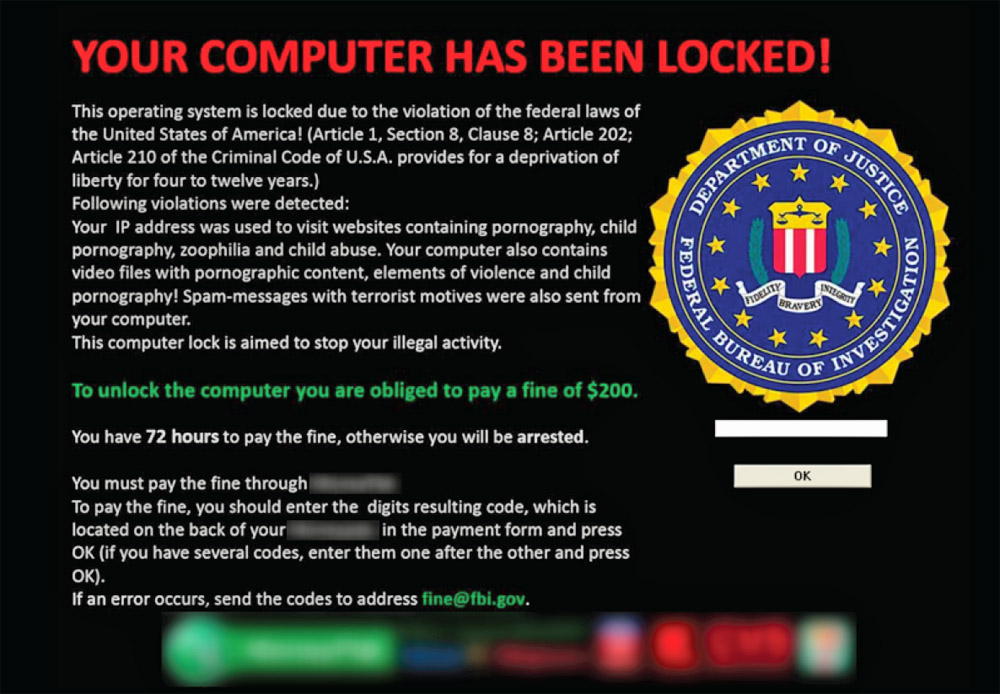 YOUR COMPUTER HAS BEEN LOCKED!
This operating system is locked due to the violation of the federal laws of
the United States of America! (Article 1, Section 8, Clause 8; Article 202;
Article 210 of the Criminal Code of U.S.A. provides for a deprivation of
liberty for four to twelve years.)
Following violations were detected:
Your IP address was used to visit websites containing pornography, child
pornography, zoophilia and child abuse. Your computer also contains
video files with pornographic content, elements of violence and child
pornography! Spam-messages with terrorist motives were also sent from
your computer.
This computer lock is aimed to stop your illegal activity.
To unlock the computer you are obliged to pay a fine of $200.
You have 72 hours to pay the fine, otherwise you will be arrested.
You must pay the fine through
To pay the fine, you should enter the digits resulting code, which is
located on the back of your in the payment form and press
OK (if you have several codes, enter them one after the other and press
OK).
If an error occurs, send the codes to address fine@fbi.gov.
DEPARTMENT OF JUSTICE
FEDERAL BUREAU OF INVESTIGATION
FIDELITY BRAVERY INTEGRITY
OK